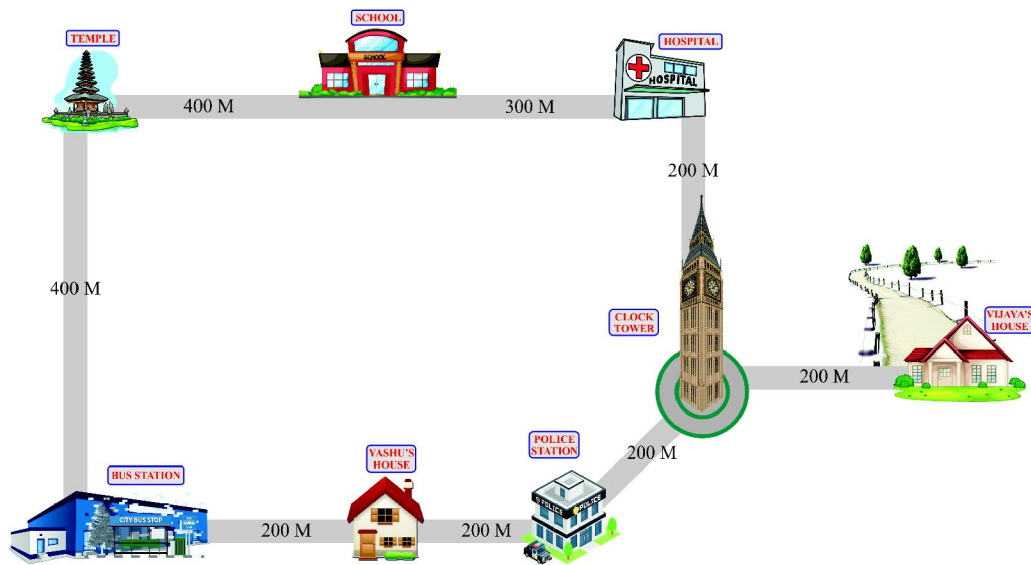 TEMPLE
SCHOOL
HOSPITAL
SCHOOL
HOSPITAL
400 M
300 M
200 M
400 M
CLOCK
TOWER
VIJAYA'S
HOUSE
200 M
BUS STATION
YASHU'S
HOUSE
POLICE
STATION
200 M
CITY BUS STOP
POLICE
POLICE
200 M
200 M